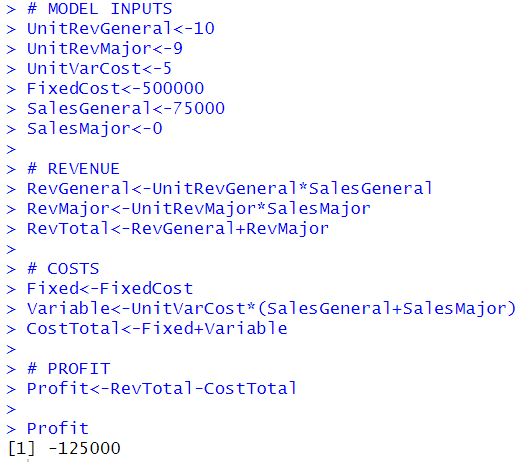 > # MODEL INPUTS
> UnitRevGeneral<-10
> UnitRevMajor<-9
> UnitVarCost<-5
> FixedCost<-500000
> SalesGeneral<-75000
> SalesMajor<-0
>
> # REVENUE
> RevGeneral<-UnitRevGeneral*SalesGeneral
> RevMajor<-UnitRevMajor*SalesMajor
> RevTotal<-RevGeneral+RevMajor
>
> # COSTS
> Fixed<-FixedCost
> Variable<-UnitVarCost*(SalesGeneral+SalesMajor)
> CostTotal<-Fixed+Variable
>
> # PROFIT
> Profit<-RevTotal-CostTotal
>
> Profit
[1] -125000